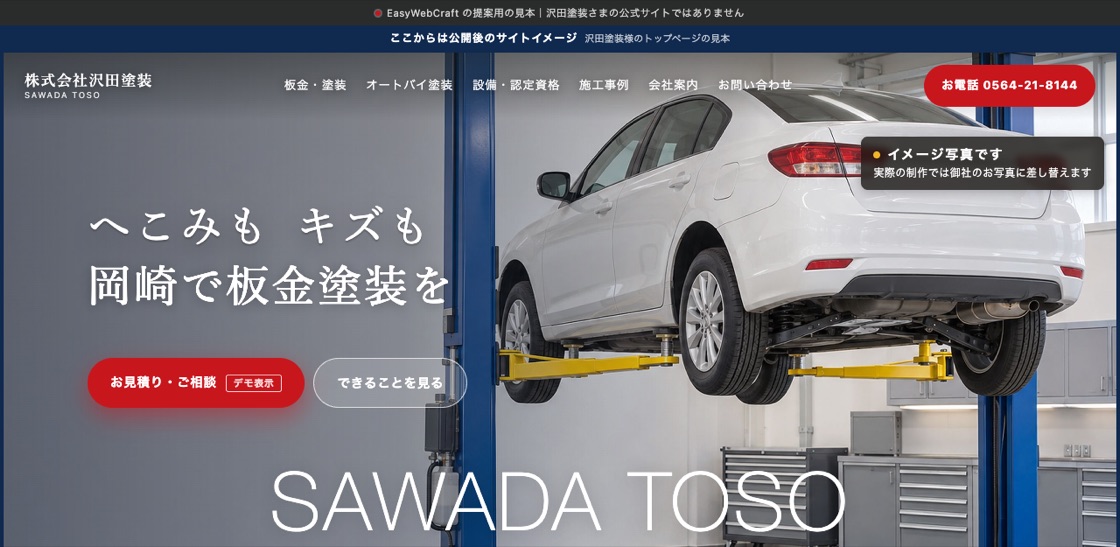 EasyWebCraft の提案用の見本｜沢田塗装さまの公式サイトではありません
ここからは公開後のサイトイメージ 沢田塗装様のトップページの見本
株式会社沢田塗装
SAWADA TOSO
板金・塗装 オートバイ塗装 設備・認定資格 施工事例 会社案内 お問い合わせ
お電話 0564-21-8144
イメージ写真です
実際の制作では御社のお写真に差し替えます
へこみも キズも
岡崎で板金塗装を
お見積り・ご相談 デモ表示
できることを見る
SAWADA TOSO